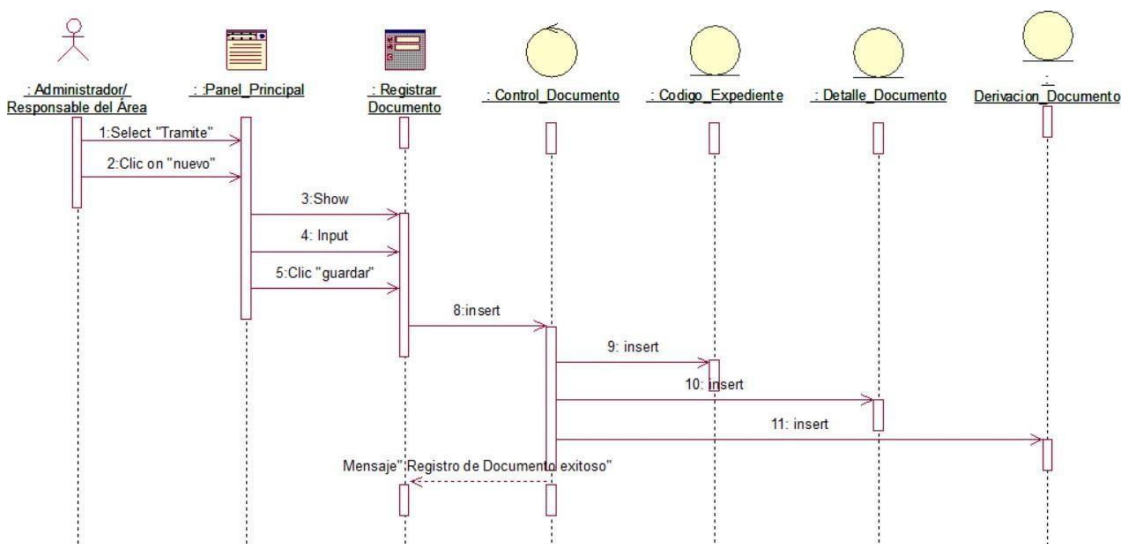 : Administrador/
Responsable del Área
: :Panel_Principal
: Registrar
Documento
: Control_Documento
: Codigo_Expediente
: Detalle_Documento
:
Derivacion_Documento
1:Select "Tramite"
2:Clic on "nuevo"
3:Show
4: Input
5:Clic "guardar"
8:insert
9: insert
10: insert
11: insert
Mensaje" Registro de Documento exitoso"